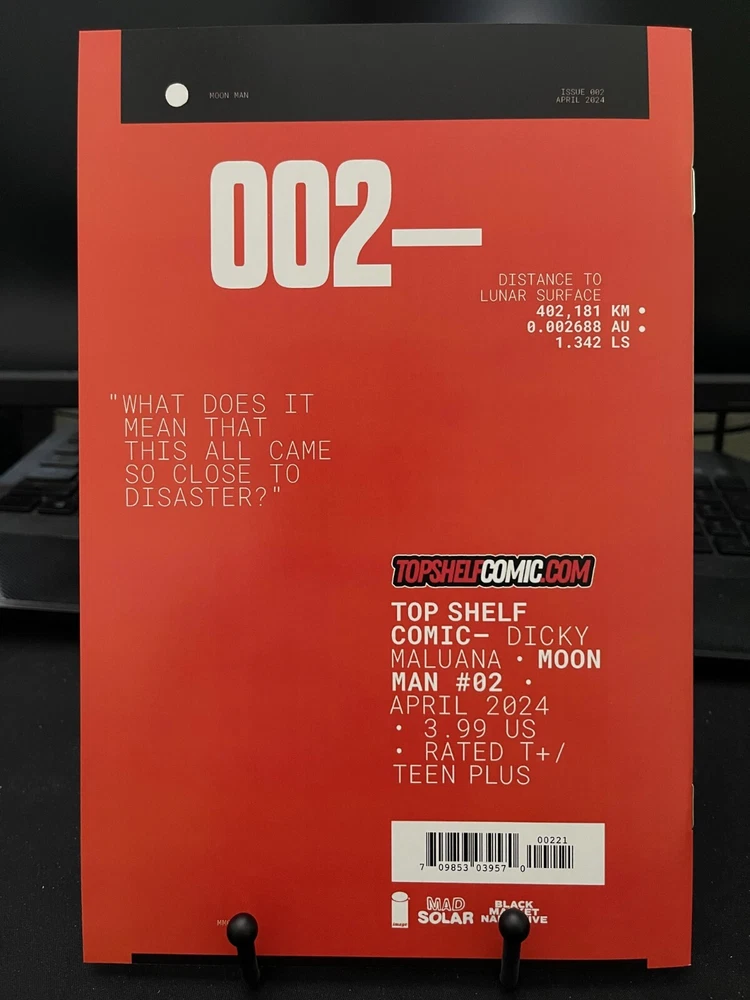 MOON MAN
ISSUE 002
APRIL 2024
002—
DISTANCE TO
LUNAR SURFACE
402,181 KM •
0.002688 AU •
1.342 LS
"WHAT DOES IT
MEAN THAT
THIS ALL CAME
SO CLOSE TO
DISASTER?"
TOPSHELFCOMIC.COM
TOP SHELF
COMIC— DICKY
MALUANA • MOON
MAN #02 •
APRIL 2024
• 3.99 US
• RATED T+/
TEEN PLUS
00221
7 09853 03957 0
image
MAD
SOLAR
BLACK